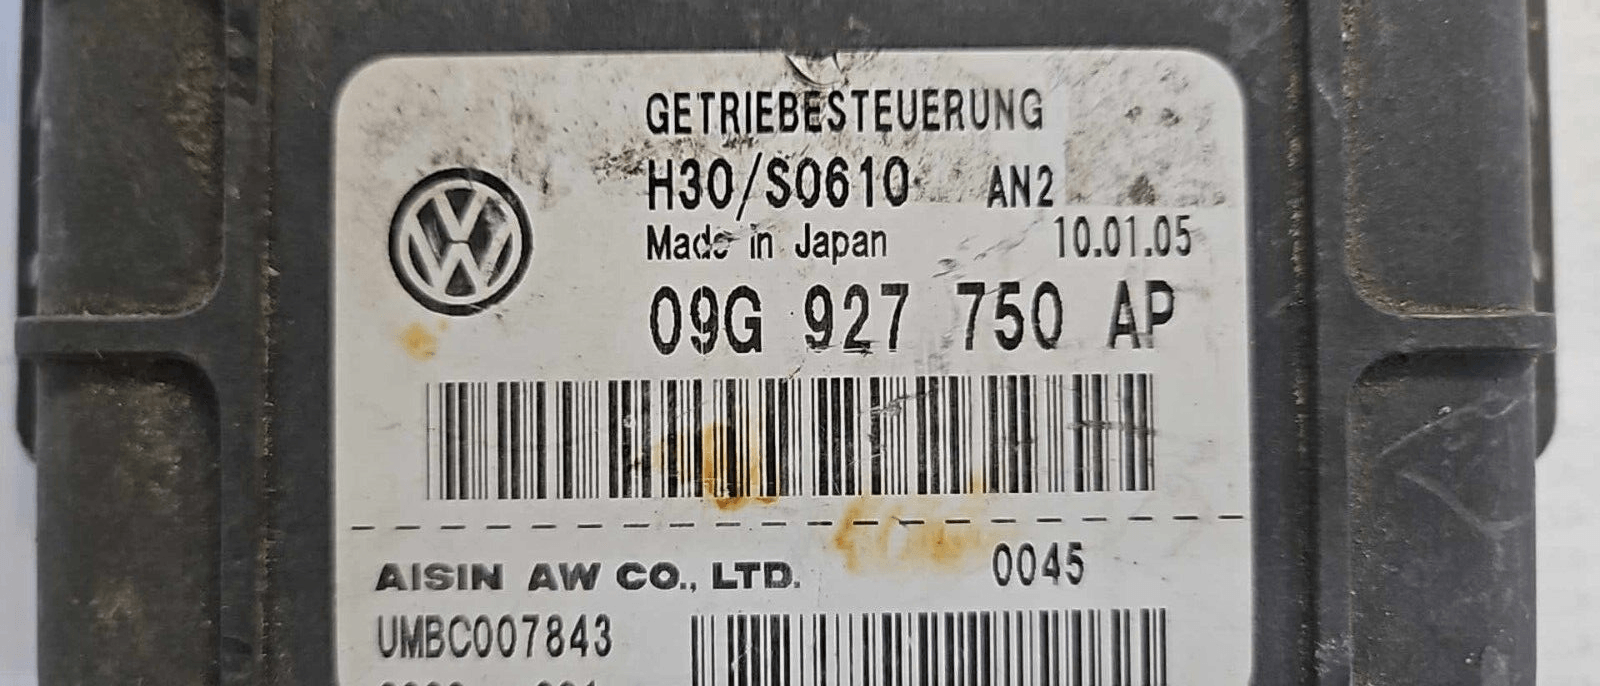 GETRIEBESTEUERUNG
H30/S0610 AN2
Made in Japan 10.01.05
09G 927 750 AP
AISIN AW CO., LTD. 0045
UMBC007843